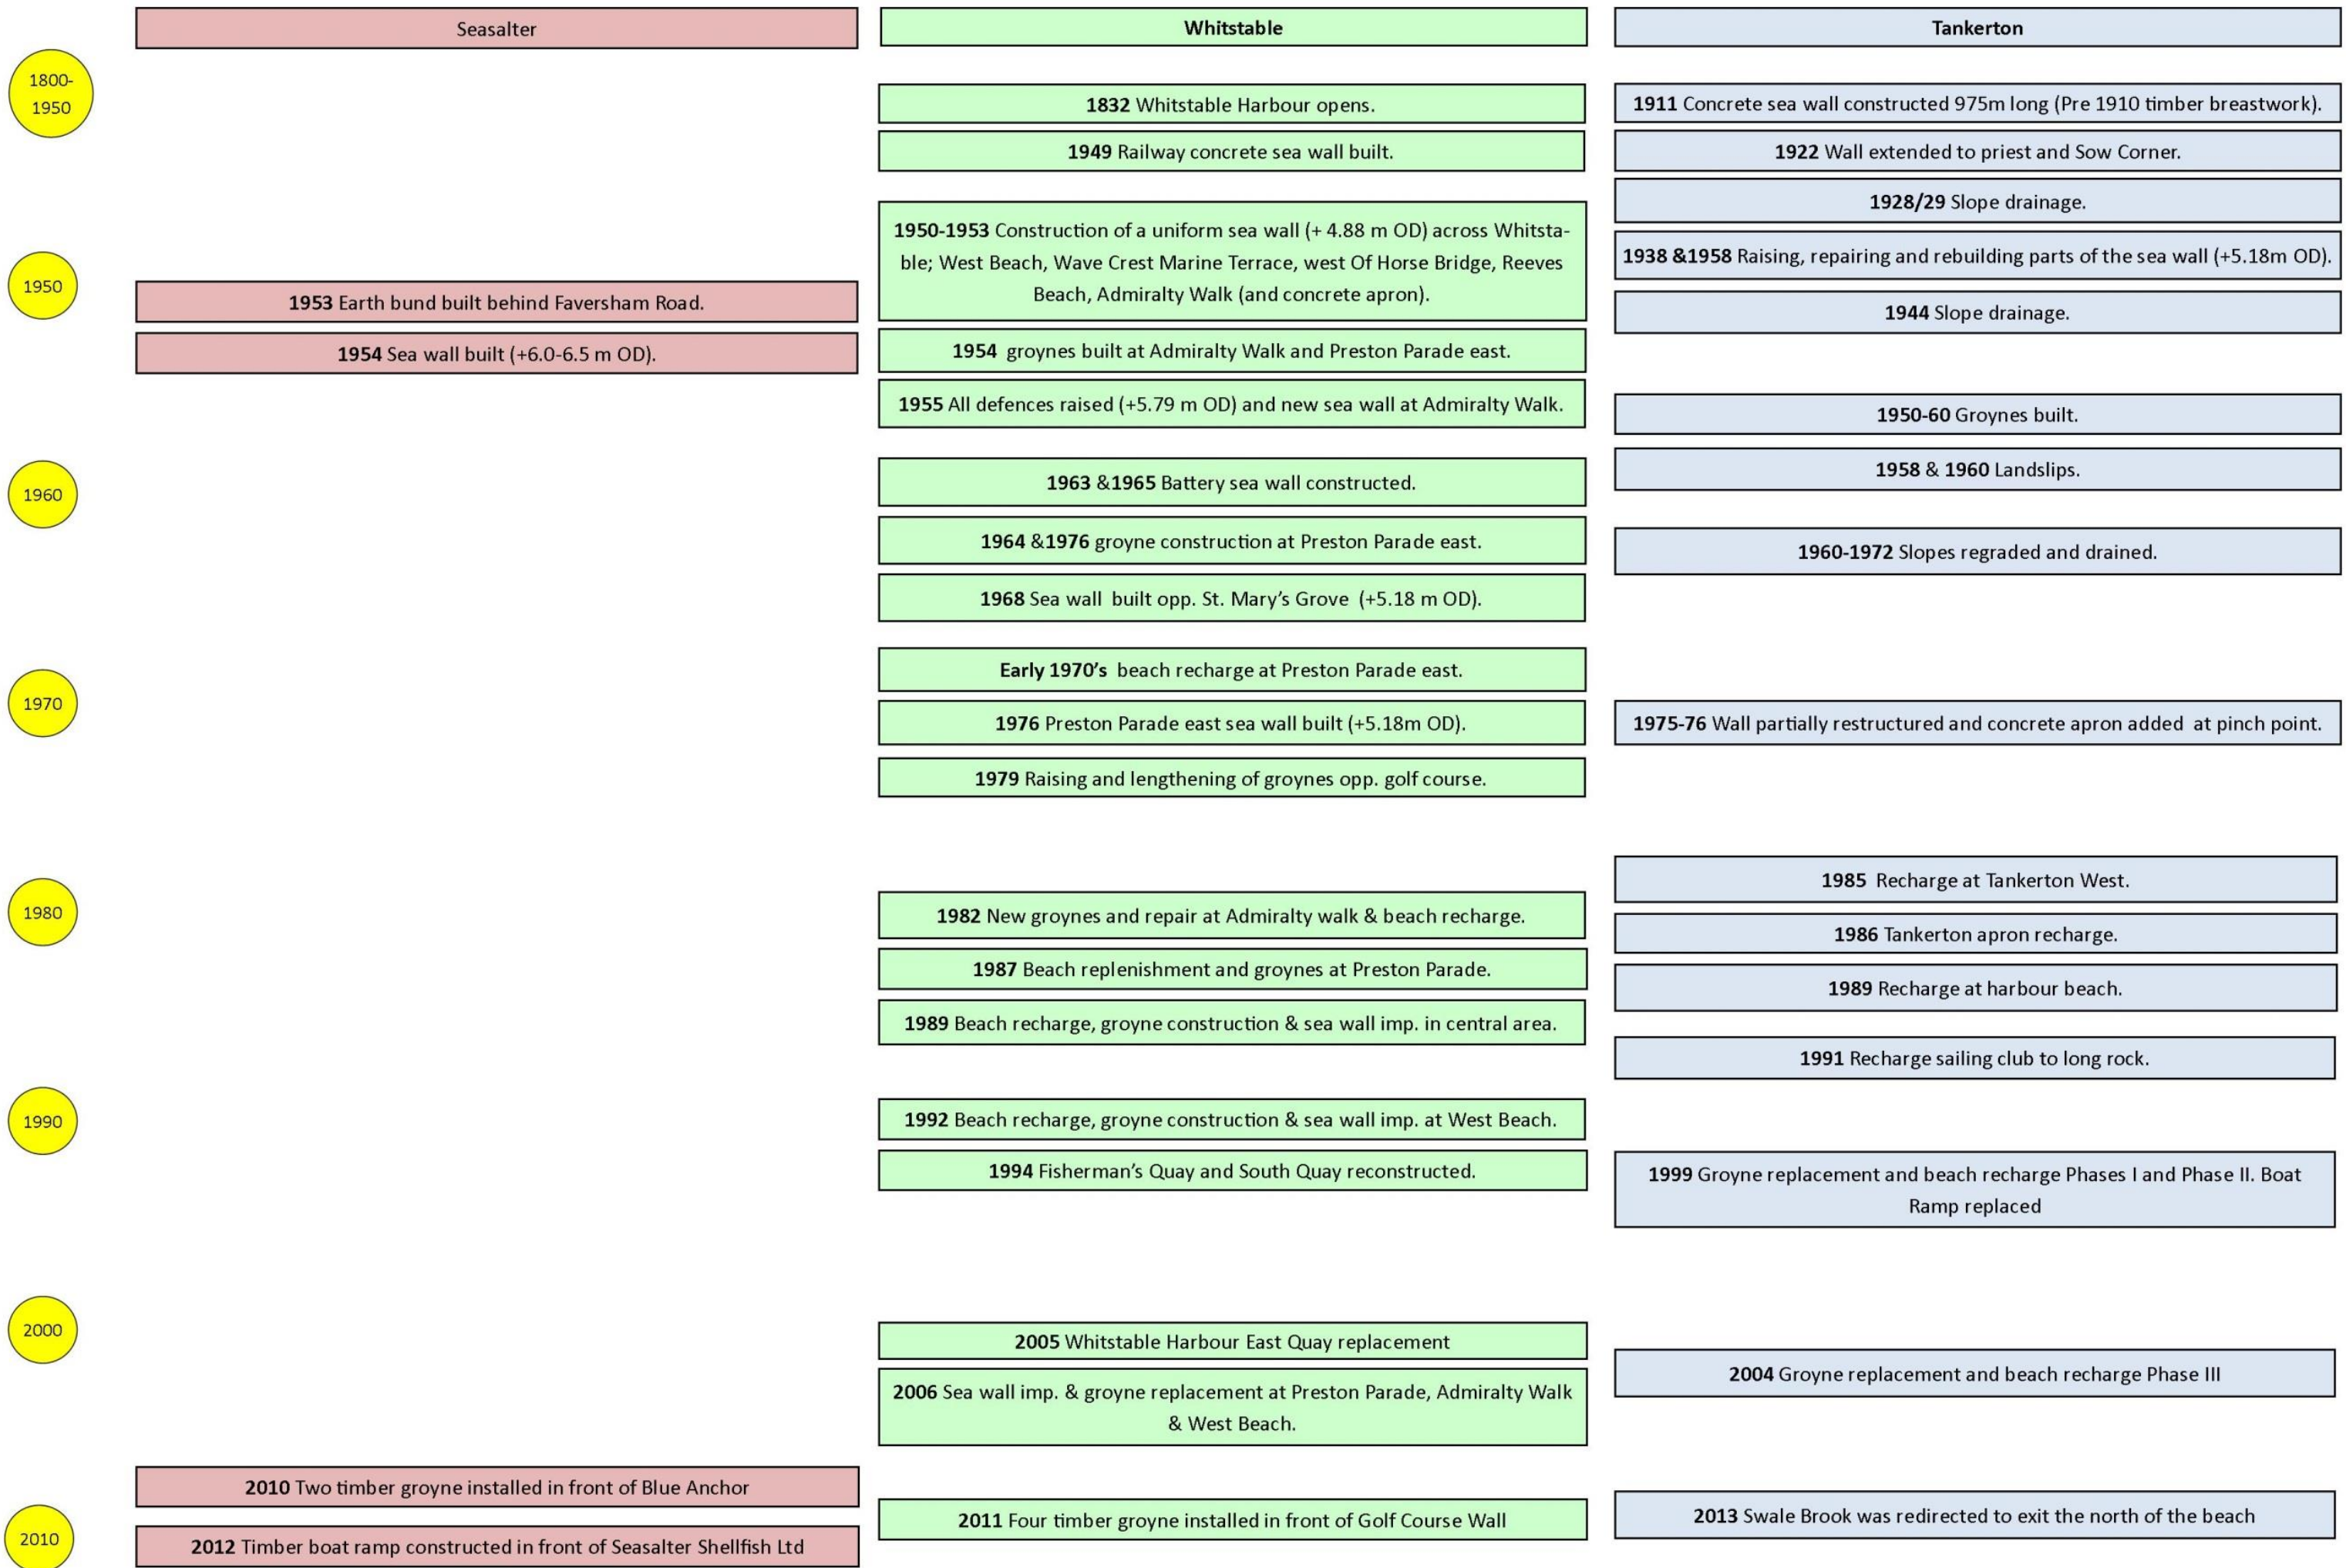 Seasalter
Whitstable
Tankerton
1800-
1950
1832 Whitstable Harbour opens.
1911 Concrete sea wall constructed 975m long (Pre 1910 timber breastwork).
1949 Railway concrete sea wall built.
1922 Wall extended to priest and Sow Corner.
1928/29 Slope drainage.
1950-1953 Construction of a uniform sea wall (+ 4.88 m OD) across Whitsta-
ble; West Beach, Wave Crest Marine Terrace, west Of Horse Bridge, Reeves
Beach, Admiralty Walk (and concrete apron).
1938 &1958 Raising, repairing and rebuilding parts of the sea wall (+5.18m OD).
1950
1953 Earth bund built behind Faversham Road.
1944 Slope drainage.
1954 Sea wall built (+6.0-6.5 m OD).
1954 groynes built at Admiralty Walk and Preston Parade east.
1955 All defences raised (+5.79 m OD) and new sea wall at Admiralty Walk.
1950-60 Groynes built.
1958 & 1960 Landslips.
1960
1963 &1965 Battery sea wall constructed.
1964 &1976 groyne construction at Preston Parade east.
1960-1972 Slopes regraded and drained.
1968 Sea wall built opp. St. Mary's Grove (+5.18 m OD).
Early 1970's beach recharge at Preston Parade east.
1970
1976 Preston Parade east sea wall built (+5.18m OD).
1975-76 Wall partially restructured and concrete apron added at pinch point.
1979 Raising and lengthening of groynes opp. golf course.
1985 Recharge at Tankerton West.
1980
1982 New groynes and repair at Admiralty walk & beach recharge.
1986 Tankerton apron recharge.
1987 Beach replenishment and groynes at Preston Parade.
1989 Recharge at harbour beach.
1989 Beach recharge, groyne construction & sea wall imp. in central area.
1991 Recharge sailing club to long rock.
1990
1992 Beach recharge, groyne construction & sea wall imp. at West Beach.
1994 Fisherman's Quay and South Quay reconstructed.
1999 Groyne replacement and beach recharge Phases I and Phase II. Boat
Ramp replaced
2000
2005 Whitstable Harbour East Quay replacement
2004 Groyne replacement and beach recharge Phase III
2006 Sea wall imp. & groyne replacement at Preston Parade, Admiralty Walk
& West Beach.
2010 Two timber groyne installed in front of Blue Anchor
2010
2011 Four timber groyne installed in front of Golf Course Wall
2013 Swale Brook was redirected to exit the north of the beach
2012 Timber boat ramp constructed in front of Seasalter Shellfish Ltd